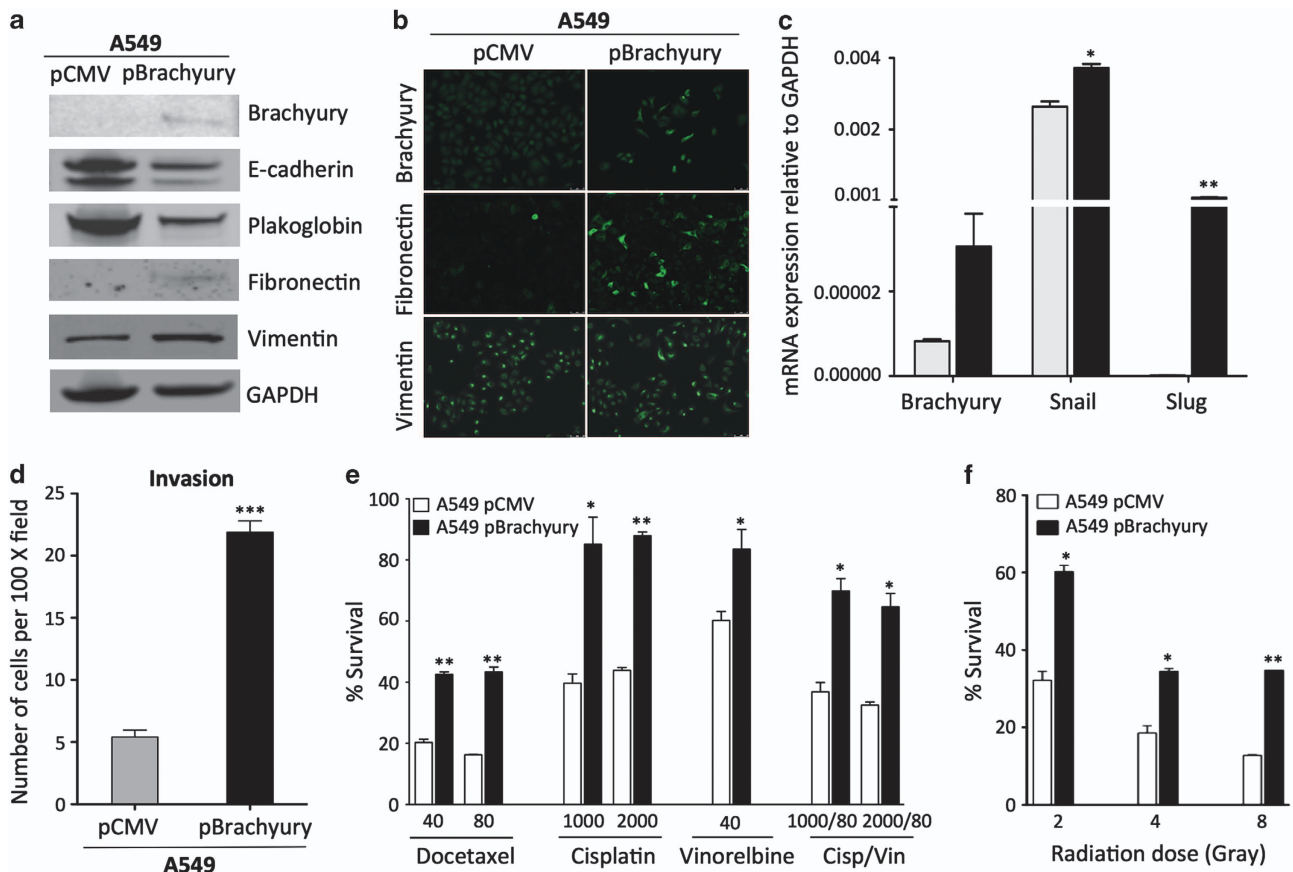 a
A549
pCMV pBrachyury
Brachyury
E-cadherin
Plakoglobin
Fibronectin
Vimentin
GAPDH
b
A549
pCMV pBrachyury
Brachyury
Fibronectin
Vimentin
c
mRNA expression relative to GAPDH
0.004
0.002
0.001
0.00002
0.00000
*
**
Brachyury Snail Slug
d
Invasion
Number of cells per 100 X field
25
20
15
10
5
0
***
pCMV pBrachyury
A549
e
% Survival
100
80
60
40
20
0
A549 pCMV
A549 pBrachyury
** ** * ** * * *
40 80 1000 2000 40 1000/80 2000/80
Docetaxel Cisplatin Vinorelbine Cisp/Vin
f
% Survival
80
60
40
20
0
A549 pCMV
A549 pBrachyury
* * **
2 4 8
Radiation dose (Gray)